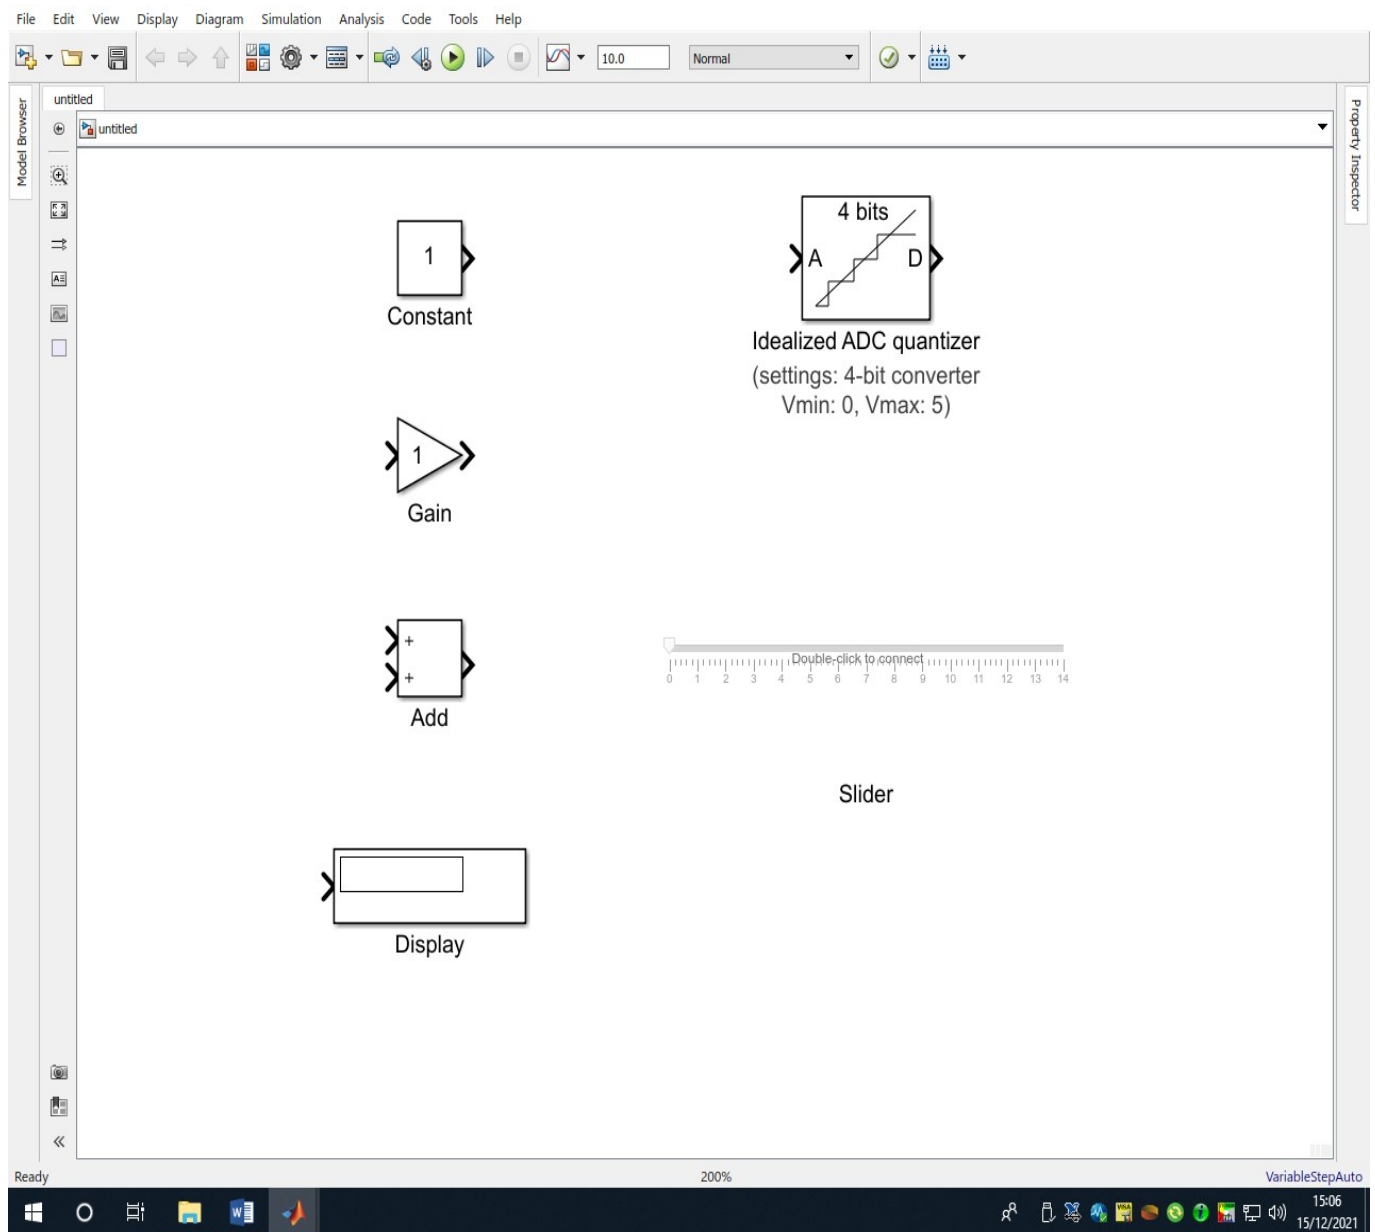 File Edit View Display Diagram Simulation Analysis Code Tools Help
10.0 Normal
Model Browser
untitled
untitled
Property Inspector
1
Constant
4 bits
A D
Idealized ADC quantizer
(settings: 4-bit converter
Vmin: 0, Vmax: 5)
1
Gain
+
+
Add
Double-click to connect
0 1 2 3 4 5 6 7 8 9 10 11 12 13 14
Slider
Display
Ready 200% VariableStepAuto
15:06
15/12/2021